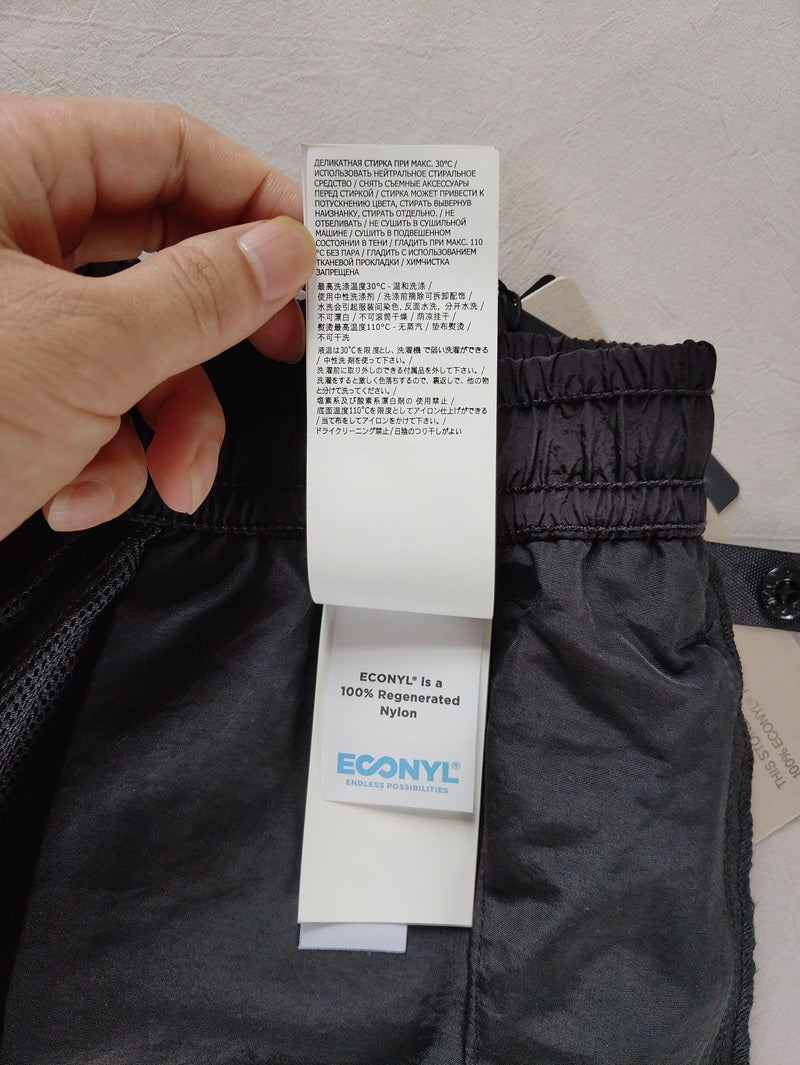 ДЕЛИКАТНАЯ СТИРКА ПРИ МАКС. 30°C /
ИСПОЛЬЗОВАТЬ НЕЙТРАЛЬНОЕ СТИРАЛЬНОЕ
СРЕДСТВО / СНЯТЬ СЪЕМНЫЕ АКСЕССУАРЫ
ПЕРЕД СТИРКОЙ / СТИРКА МОЖЕТ ПРИВЕСТИ К
ПОТУСКНЕНИЮ ЦВЕТА, СТИРАТЬ ВЫВЕРНУВ
НАИЗНАНКУ, СТИРАТЬ ОТДЕЛЬНО. / НЕ
ОТБЕЛИВАТЬ / НЕ СУШИТЬ В СУШИЛЬНОЙ
МАШИНЕ / СУШИТЬ В ПОДВЕШЕННОМ
СОСТОЯНИИ В ТЕНИ / ГЛАДИТЬ ПРИ МАКС. 110
°C БЕЗ ПАРА / ГЛАДИТЬ С ИСПОЛЬЗОВАНИЕМ
ТКАНЕВОЙ ПРОКЛАДКИ / ХИМЧИСТКА
ЗАПРЕЩЕНА
最高洗涤温度30°C - 温和洗涤 /
使用中性洗涤剂 / 洗涤前摘除可拆卸配饰 /
水洗会引起服装间染色, 反面水洗, 分开水洗 /
不可漂白 / 不可滚筒干燥 / 荫凉挂干 /
熨烫最高温度110°C - 无蒸汽 / 垫布熨烫 /
不可干洗
液温は30℃を限度とし、洗濯機で弱い洗濯ができる
/ 中性洗剤を使って下さい。 /
洗濯前に取り外しのできる付属品を外して下さい。 /
洗濯をすると激しく色落ちするので、裏返しで、他の物
と分けて洗ってください。 /
塩素系及び酸素系漂白剤の使用禁止 /
底面温度110℃を限度としてアイロン仕上げができる
/ 当て布をしてアイロンをかけて下さい。 /
ドライクリーニング禁止 / 日陰のつり干しがよい
ECONYL® is a
100% Regenerated
Nylon
ECONYL®
ENDLESS POSSIBILITIES
THIS STOR
100% ECONYL®